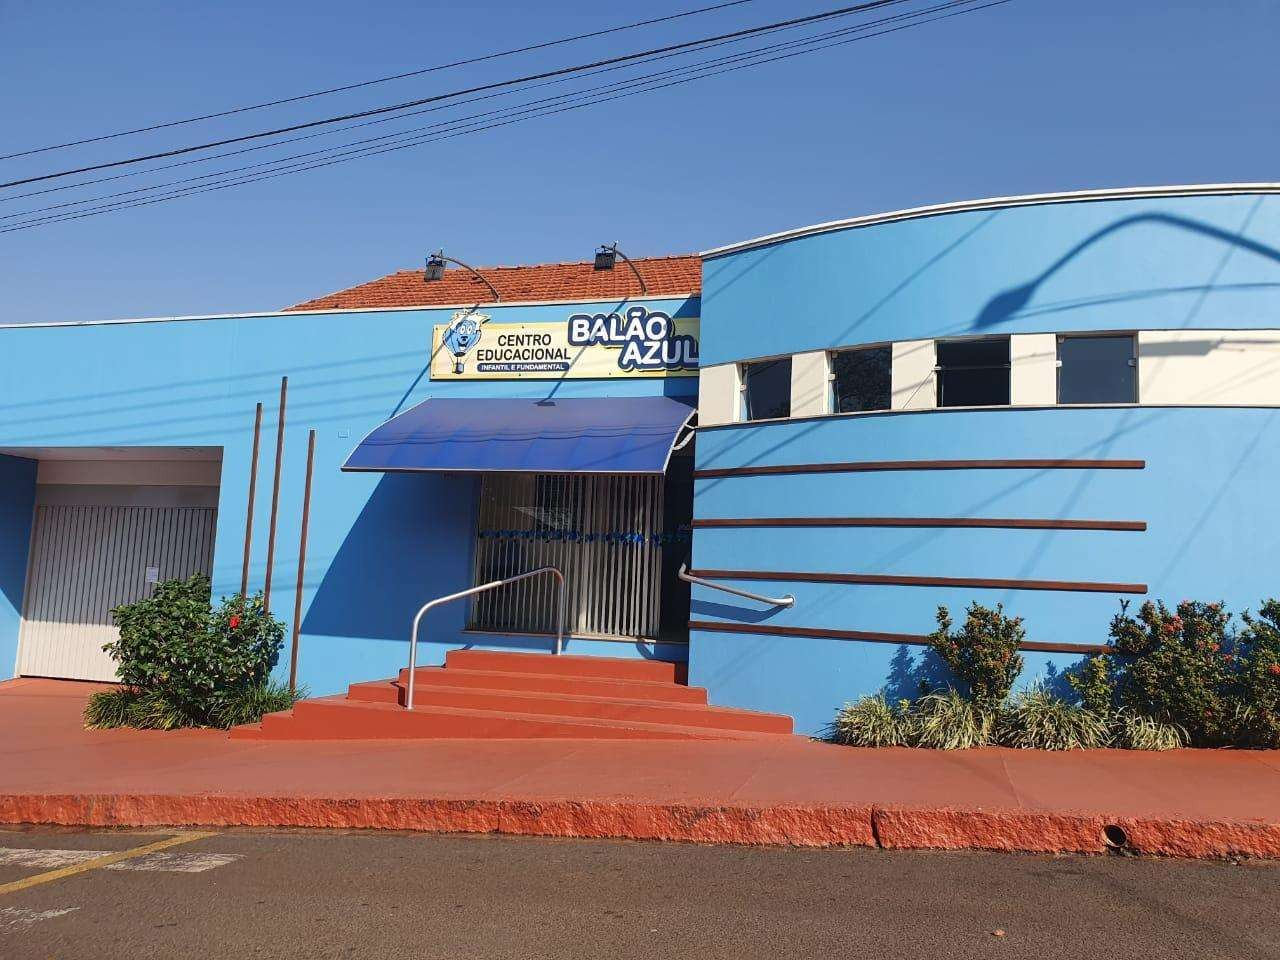 CENTRO
EDUCACIONAL
INFANTIL E FUNDAMENTAL
BALÃO
AZUL